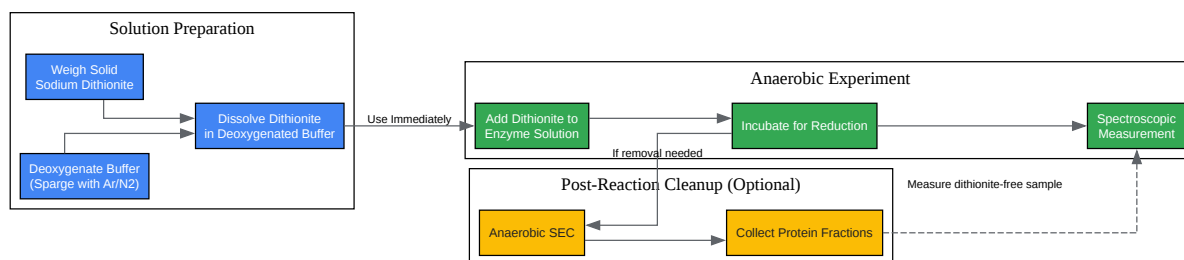 Solution Preparation
Weigh Solid
Sodium Dithionite
Dissolve Dithionite
in Deoxygenated Buffer
Deoxygenate Buffer
(Sparge with Ar/N2)
Use Immediately
Anaerobic Experiment
Add Dithionite to
Enzyme Solution
Incubate for Reduction
Spectroscopic
Measurement
If removal needed
Post-Reaction Cleanup (Optional)
Anaerobic SEC
Collect Protein Fractions
Measure dithionite-free sample